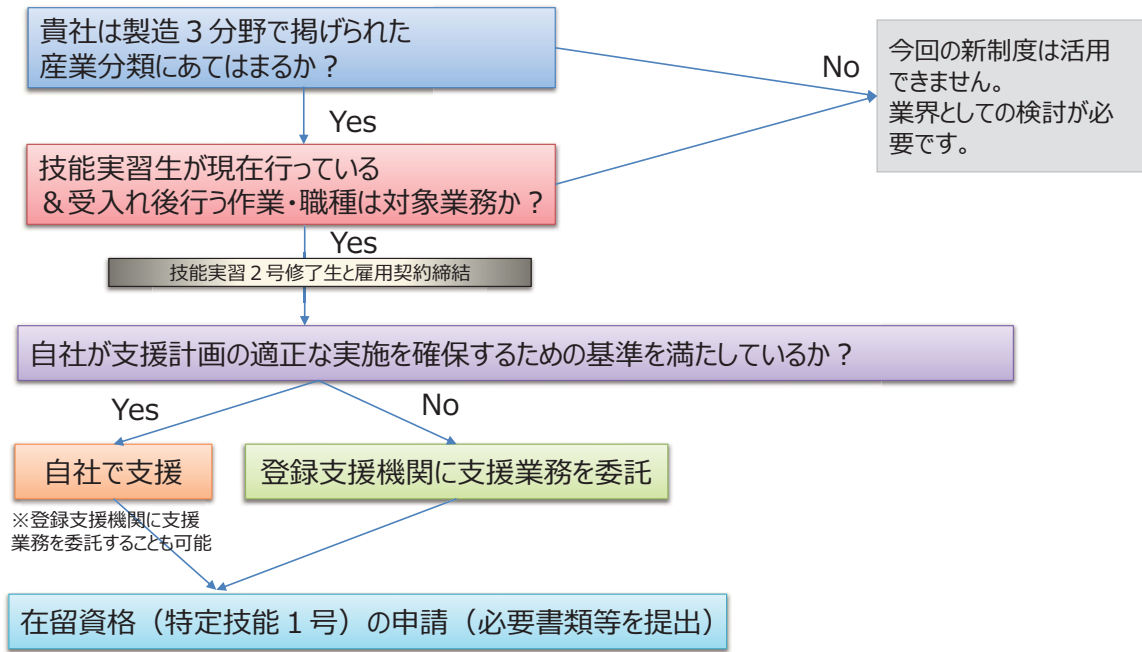 貴社は製造３分野で掲げられた
産業分類にあてはまるか？
No
今回の新制度は活用
できません。
業界としての検討が必
要です。
Yes
技能実習生が現在行っている
＆受入れ後行う作業・職種は対象業務か？
Yes
技能実習２号修了生と雇用契約締結
自社が支援計画の適正な実施を確保するための基準を満たしているか？
Yes
No
自社で支援
登録支援機関に支援業務を委託
※登録支援機関に支援
業務を委託することも可能
在留資格（特定技能１号）の申請（必要書類等を提出）